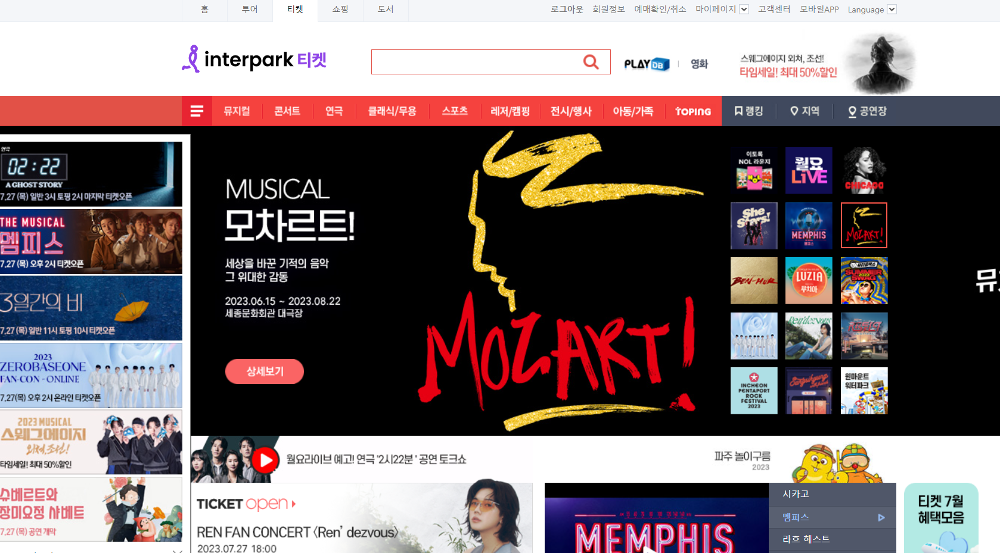 홈 투어 티켓 쇼핑 도서
로그아웃 회원정보 예매확인/취소 마이페이지 고객센터 모바일APP Language
interpark 티켓
PLAY DB 영화
스웨그에이지 외쳐, 조선!
타임세일! 최대 50%할인
뮤지컬 콘서트 연극 클래식/무용 스포츠 레저/캠핑 전시/행사 아동/가족 TOPING 랭킹 지역 공연장
연극
02:22
A GHOST STORY
7.27 (목) 일반 3시 토핑 2시 마지막 티켓오픈
THE MUSICAL
멤피스
7.27 (목) 오후 2시 티켓오픈
3일간의 비
7.27 (목) 일반 11시 토핑 10시 티켓오픈
2023
ZEROBASEONE
FAN-CON - ONLINE
7.27(목) 오후 2시 온라인 티켓오픈
2023 MUSICAL
스웨그에이지
외쳐, 조선!
타임세일! 최대 50%할인
슈베르트와
장미요정 샤베트
7.27 (목) 공연 개막
MUSICAL
모차르트!
세상을 바꾼 기적의 음악
그 위대한 감동
2023.06.15 ~ 2023.08.22
세종문화회관 대극장
상세보기
MOZART!
이토록
NOL 라운지
NOL
월요
LIVE
CHICAGO
She
Stars!
MEMPHIS
멤피스
MOZART!
BEN-HUR
LUZIA
루치아
SUMMER
SWAG
Ren'dezvous
INCHEON
PENTAPORT
ROCK
FESTIVAL
2023
원마운트
워터파크
월요라이브 예고! 연극 '2시22분' 공연 토크쇼
파주 놀이구름
2023
TICKET open
REN FAN CONCERT 〈Ren' dezvous〉
2023.07.27 18:00
MEMPHIS
시카고
멤피스
라흐 헤스트
티켓 7월
혜택모음